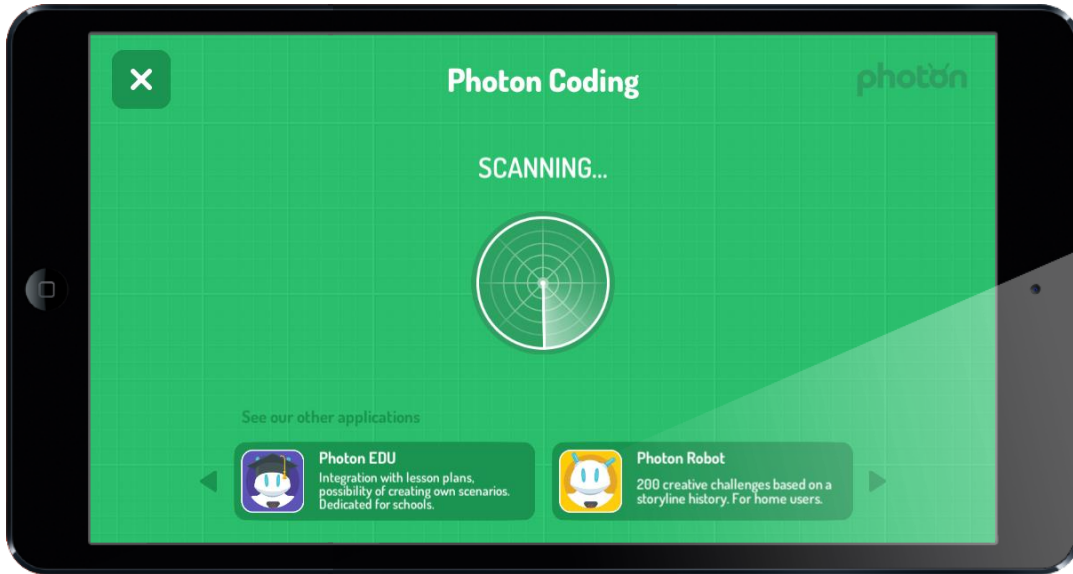 Photon Coding
photon
SCANNING...
See our other applications
Photon EDU
Integration with lesson plans,
possibility of creating own scenarios.
Dedicated for schools.
Photon Robot
200 creative challenges based on a
storyline history. For home users.